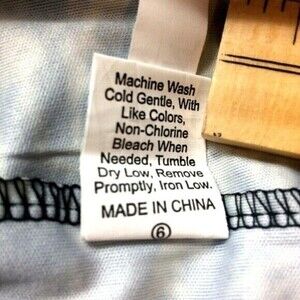 Machine Wash
Cold Gentle, With
Like Colors,
Non-Chlorine
Bleach When
Needed, Tumble
Dry Low, Remove
Promptly, Iron Low.
MADE IN CHINA
6